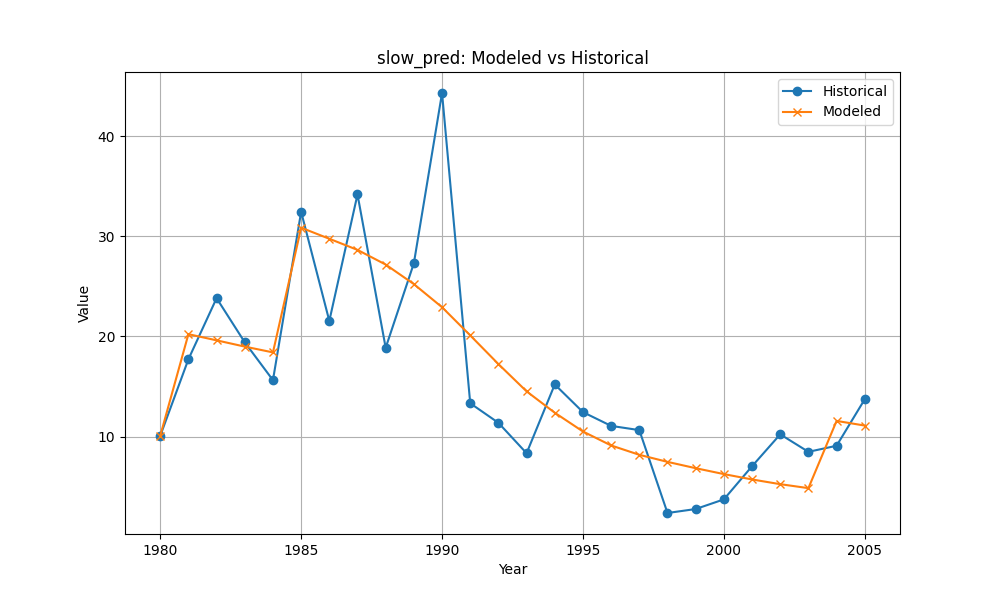 slow_pred: Modeled vs Historical
Historical
Modeled
Value
40
30
20
10
1980
1985
1990
1995
2000
2005
Year